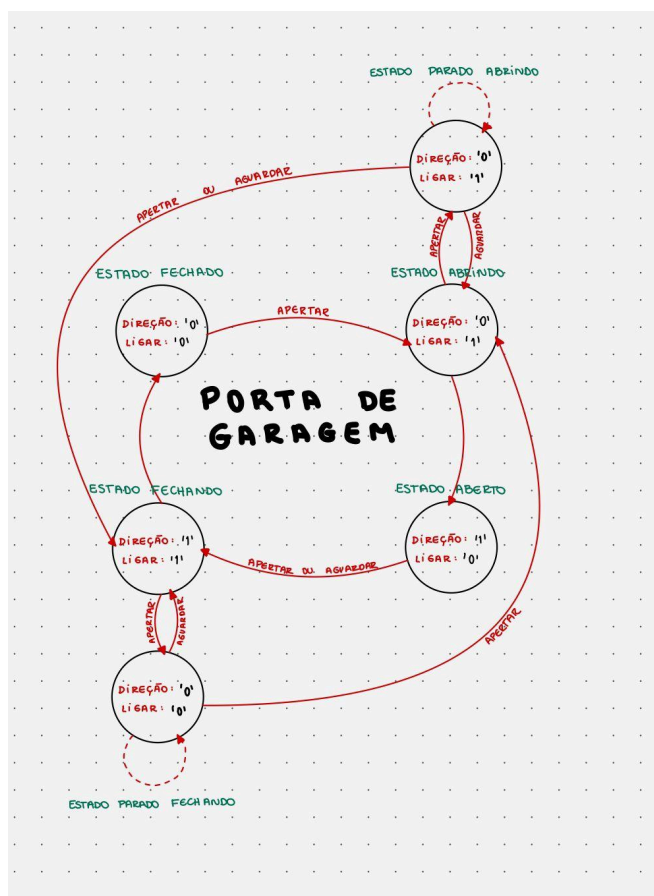 ESTADO PARADO ABRINDO
DIREÇÃO: '0'
LIGAR: '1'
APERTAR OU AGUARDAR
APERTAR
AGUARDAR
ESTADO FECHADO
DIREÇÃO: '0'
LIGAR: '0'
APERTAR
ESTADO ABRINDO
DIREÇÃO: '0'
LIGAR: '1'
PORTA DE
GARAGEM
ESTADO FECHANDO
DIREÇÃO: '1'
LIGAR: '1'
APERTAR OU AGUARDAR
ESTADO ABERTO
DIREÇÃO: '1'
LIGAR: '0'
APERTAR
AGUARDAR
APERTAR
DIREÇÃO: '0'
LIGAR: '0'
ESTADO PARADO FECHANDO